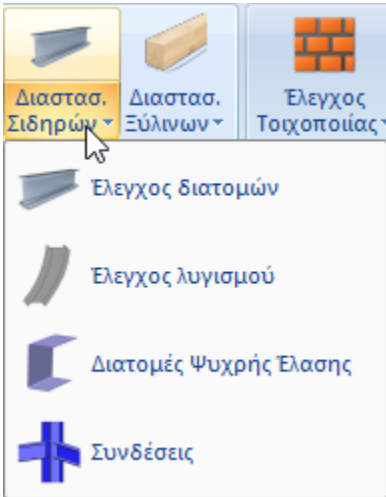 Διαστασ.
Σιδηρών
Διαστασ.
Ξύλινων
Έλεγχος
Τοιχοποιίας
Έλεγχος διατομών
Έλεγχος λυγισμού
Διατομές Ψυχρής Έλασης
Συνδέσεις